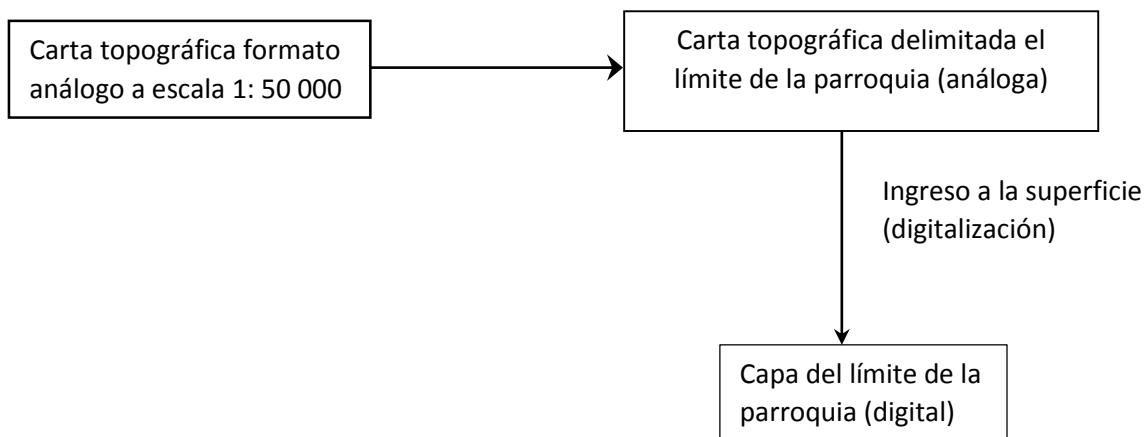 Carta topográfica formato
análogo a escala 1: 50 000
Carta topográfica delimitada el
límite de la parroquia (análoga)
Ingreso a la superficie
(digitalización)
Capa del límite de la
parroquia (digital)